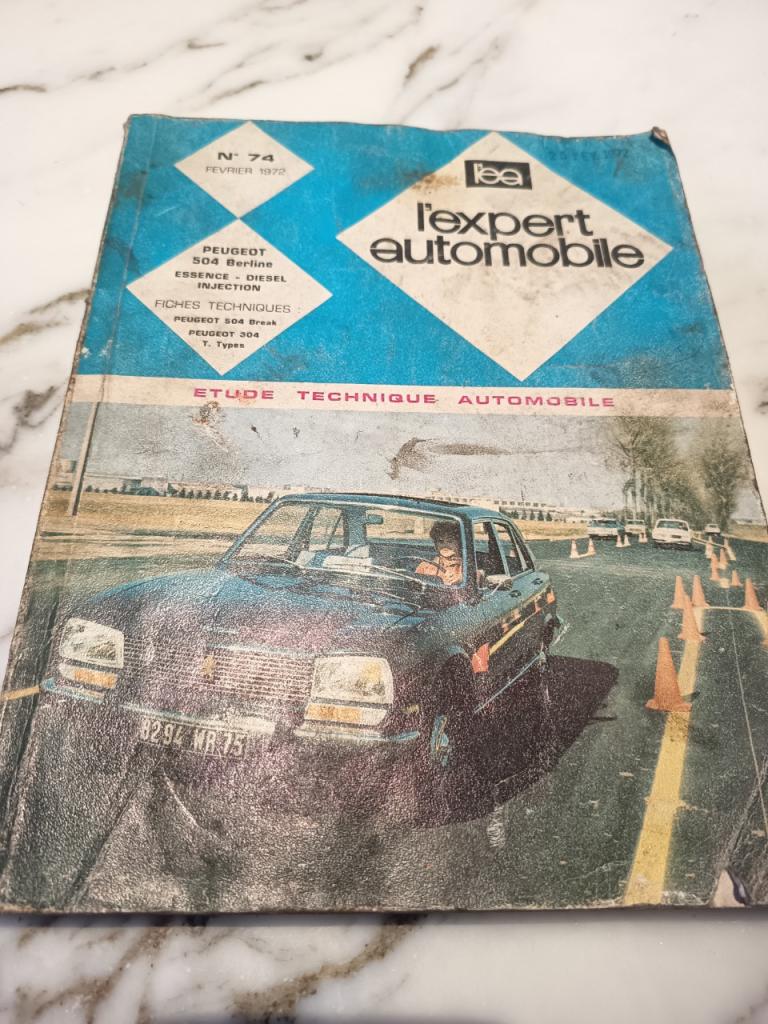 N° 74
FEVRIER 1972
l'ea
l'expert
automobile
PEUGEOT
504 Berline
ESSENCE - DIESEL
INJECTION
FICHES TECHNIQUES :
PEUGEOT 504 Break
PEUGEOT 304
T. Types
ETUDE TECHNIQUE AUTOMOBILE
8294 WR 75